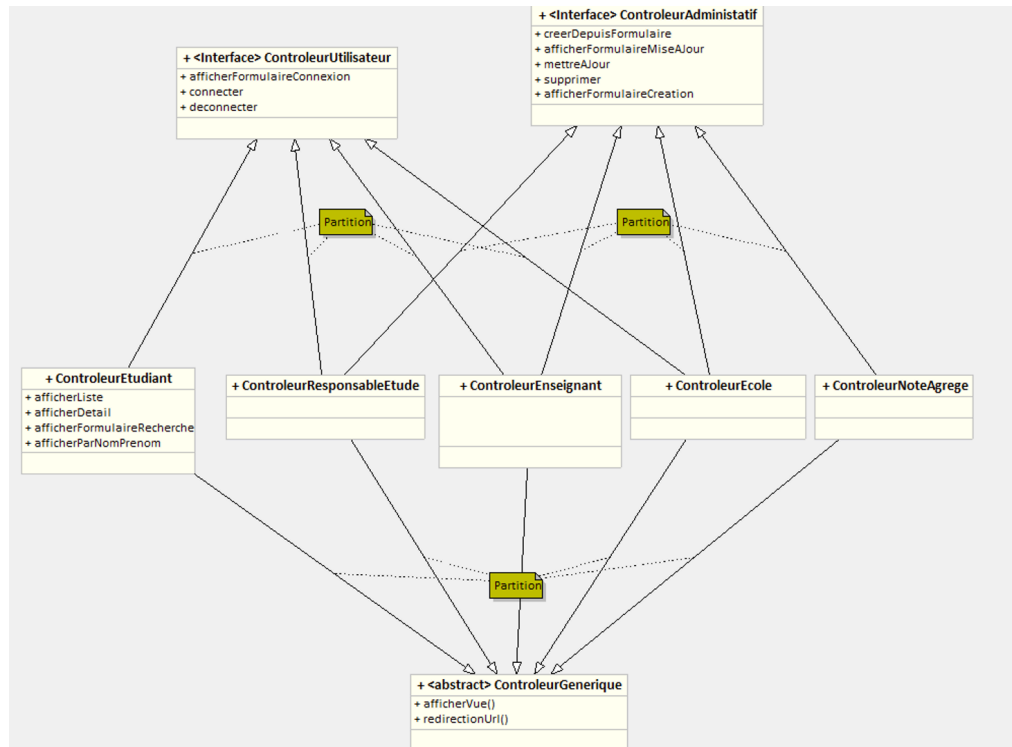 + <Interface> ControleurAdministatif
+ creerDepuisFormulaire
+ afficherFormulaireMiseAJour
+ mettreAJour
+ supprimer
+ afficherFormulaireCreation
+ <Interface> ControleurUtilisateur
+ afficherFormulaireConnexion
+ connecter
+ deconnecter
Partition
Partition
+ ControleurEtudiant
+ afficherListe
+ afficherDetail
+ afficherFormulaireRecherche
+ afficherParNomPrenom
+ ControleurResponsableEtude
+ ControleurEnseignant
+ ControleurEcole
+ ControleurNoteAgrege
Partition
+ <abstract> ControleurGenerique
+ afficherVue()
+ redirectionUrl()